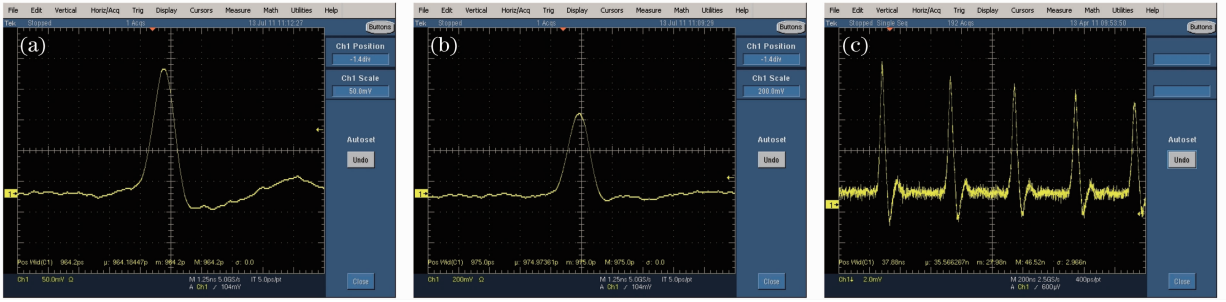 File Edit Vertical Horiz/Acq Trig Display Cursors Measure Math Utilities Help
Tek Stopped 1 Acqs 13 Jul 11 11:12:27 Buttons
(a)
Ch1 Position
-1.4div
Ch1 Scale
50.0mV
Autoset
Undo
1
Pos Wid(C1) 964.2ps μ: 964.18447p m: 964.2p M: 964.2p σ: 0.0
Ch1 50.0mV Ω M 1.25ns 5.0GS/s IT 5.0ps/pt
A Ch1 / 104mV
Close
File Edit Vertical Horiz/Acq Trig Display Cursors Measure Math Utilities Help
Tek Stopped 1 Acqs 13 Jul 11 11:09:29 Buttons
(b)
Ch1 Position
-1.4div
Ch1 Scale
200.0mV
Autoset
Undo
1
Pos Wid(C1) 975.0ps μ: 974.97361p m: 975.0p M: 975.0p σ: 0.0
Ch1 200mV Ω M 1.25ns 5.0GS/s IT 5.0ps/pt
A Ch1 / 104mV
Close
File Edit Vertical Horiz/Acq Trig Display Cursors Measure Math Utilities Help
Tek Stopped Single Seq 192 Acqs 13 Apr 11 09:53:50 Buttons
(c)
Autoset
Undo
1
Pos Wid(C1) 37.88ns μ: 35.566267n m: 27.98n M: 46.52n σ: 2.966n
Ch1 2.0mV M 200ns 2.5GS/s 400ps/pt
A Ch1 / 600μV
Close